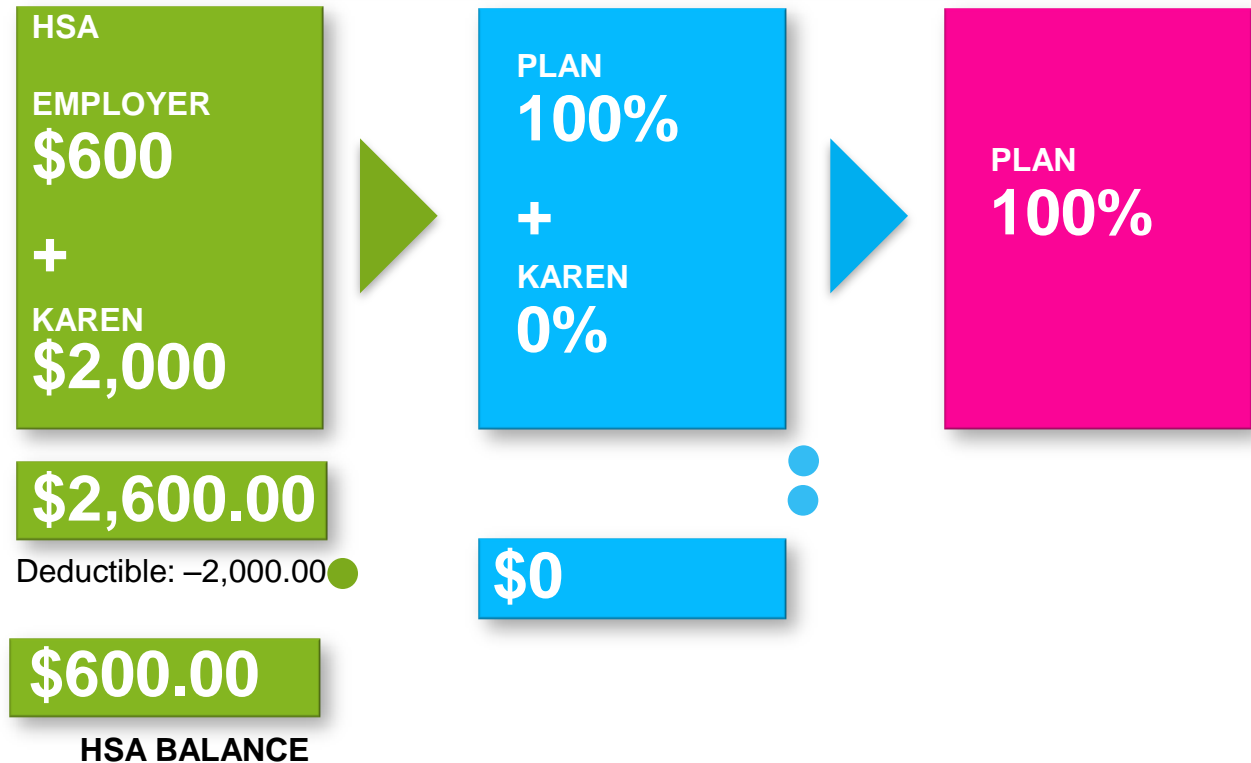 HSA
EMPLOYER
$600
+
KAREN
$2,000
$2,600.00
Deductible: –2,000.00
$600.00
HSA BALANCE
PLAN
100%
+
KAREN
0%
$0
PLAN
100%